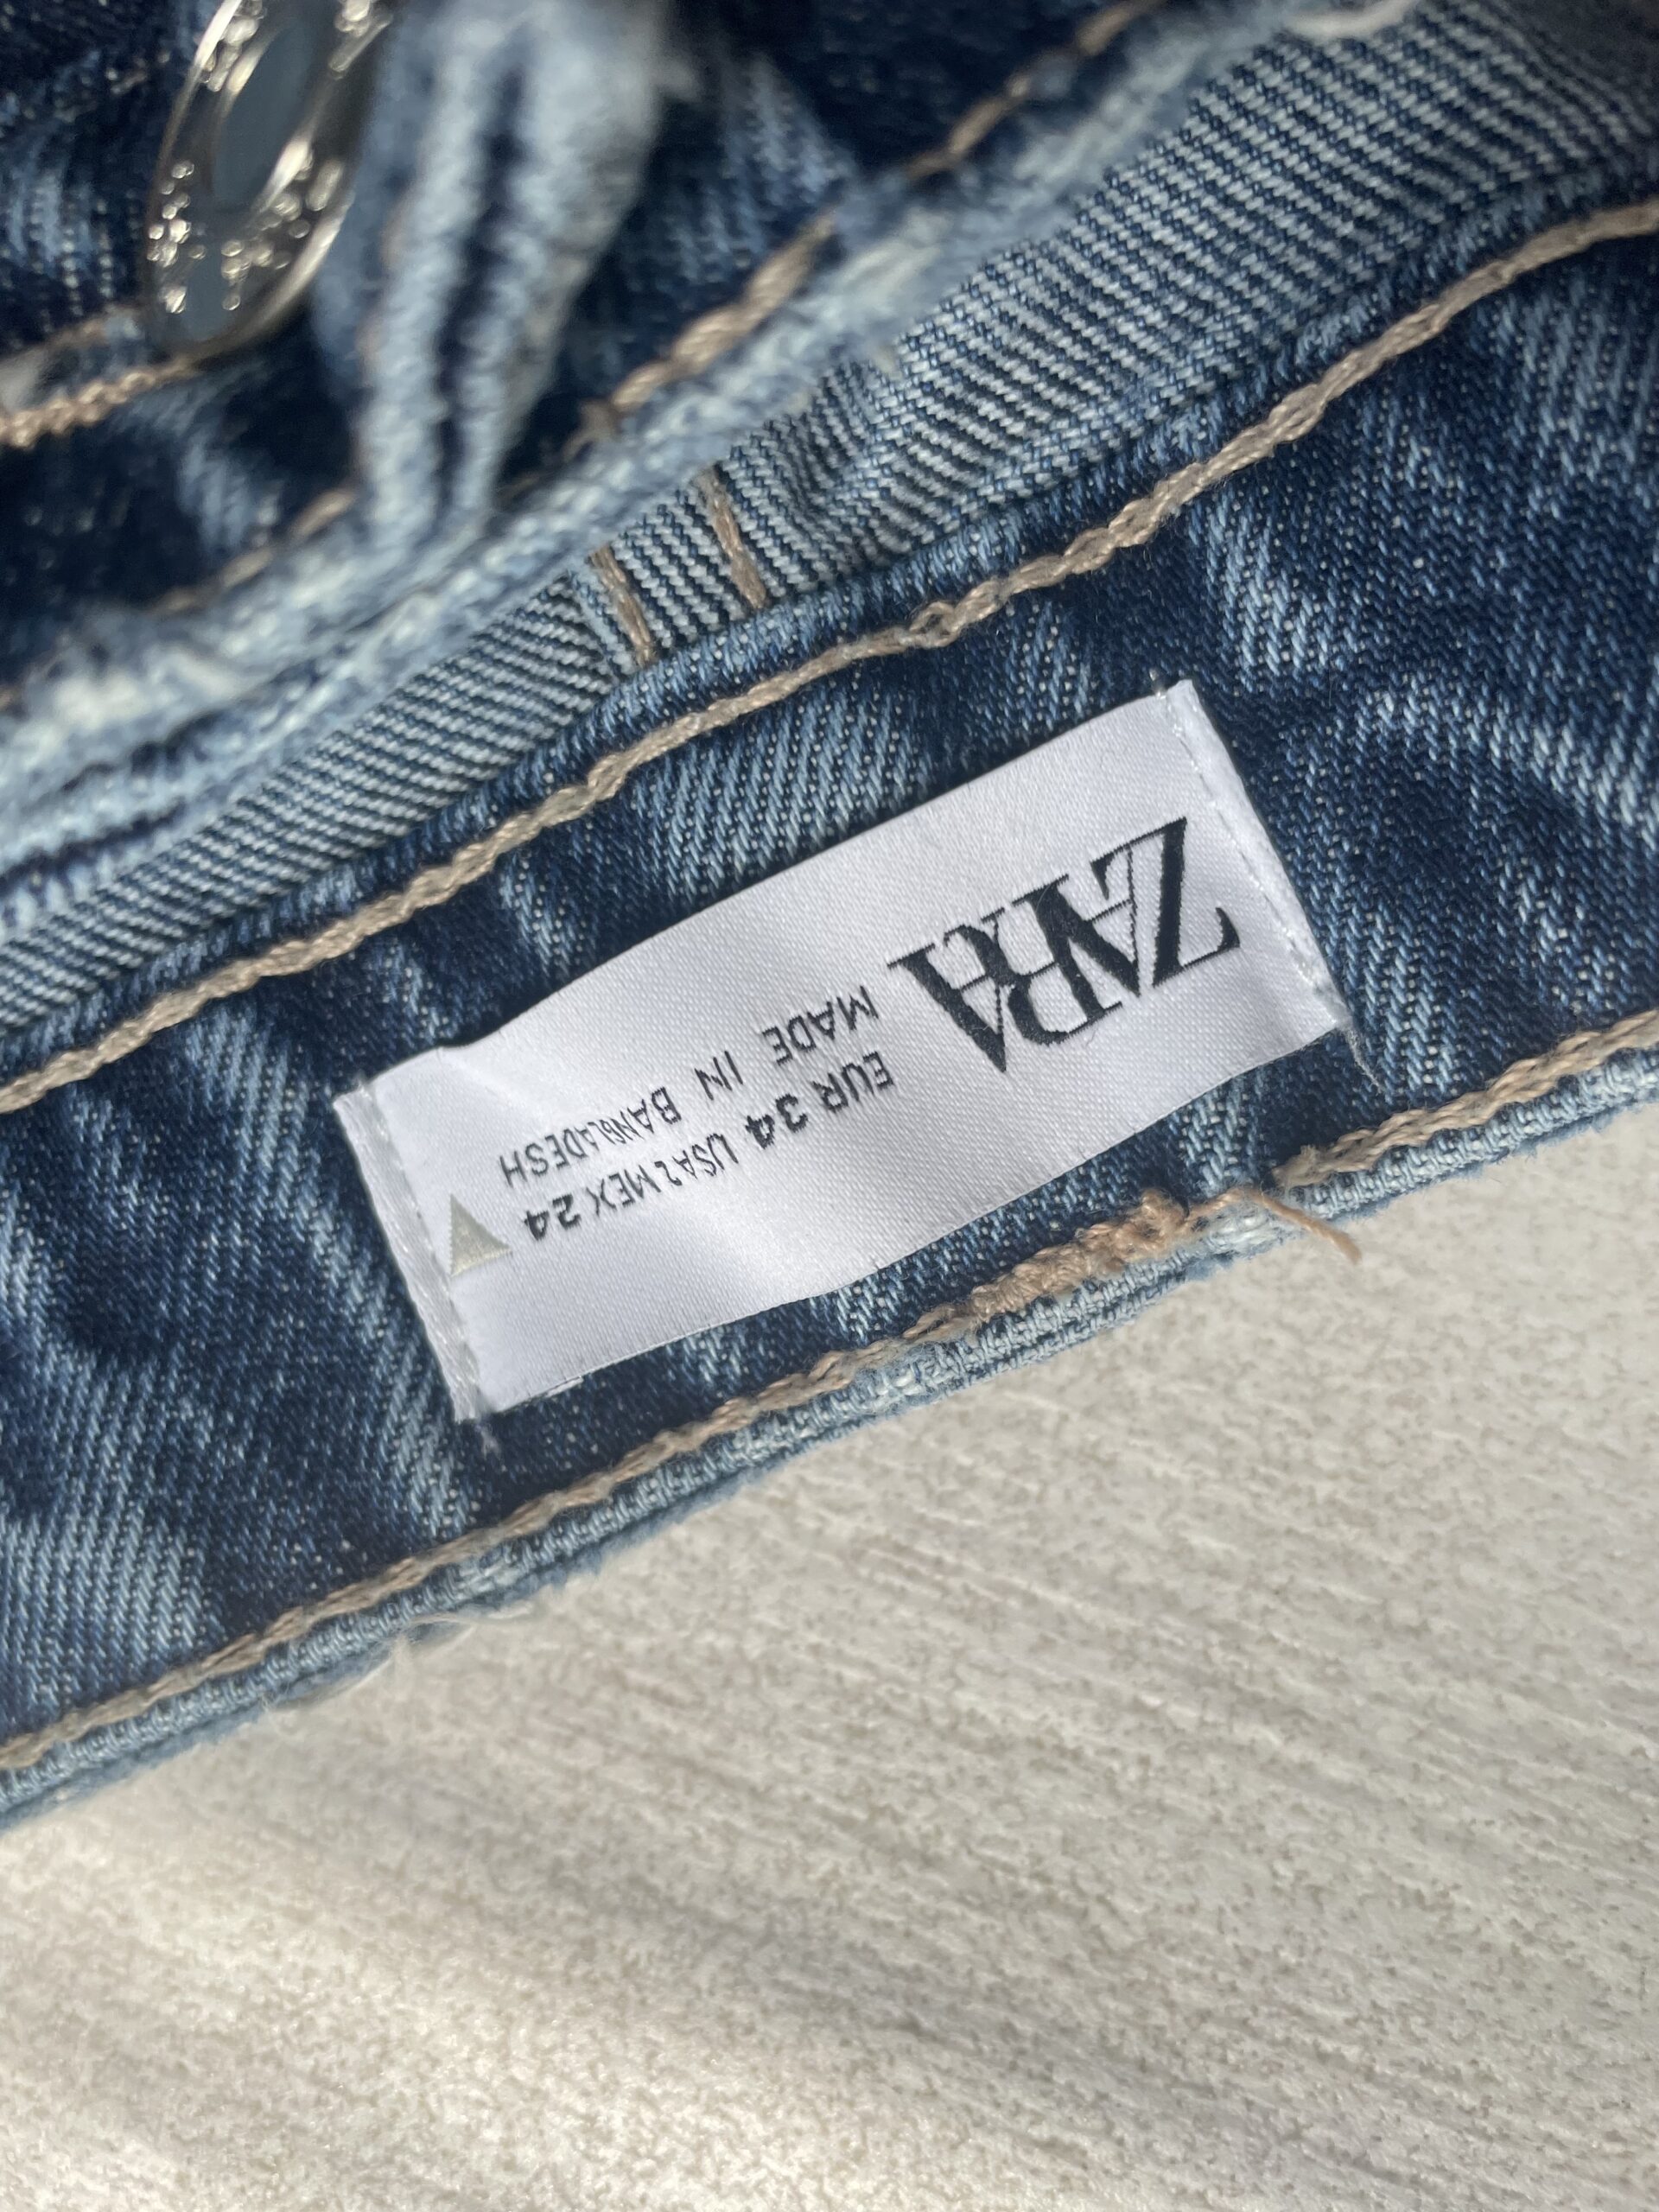 ZARA
EUR 34 USA 2 MEX 24
MADE IN BANGLADESH